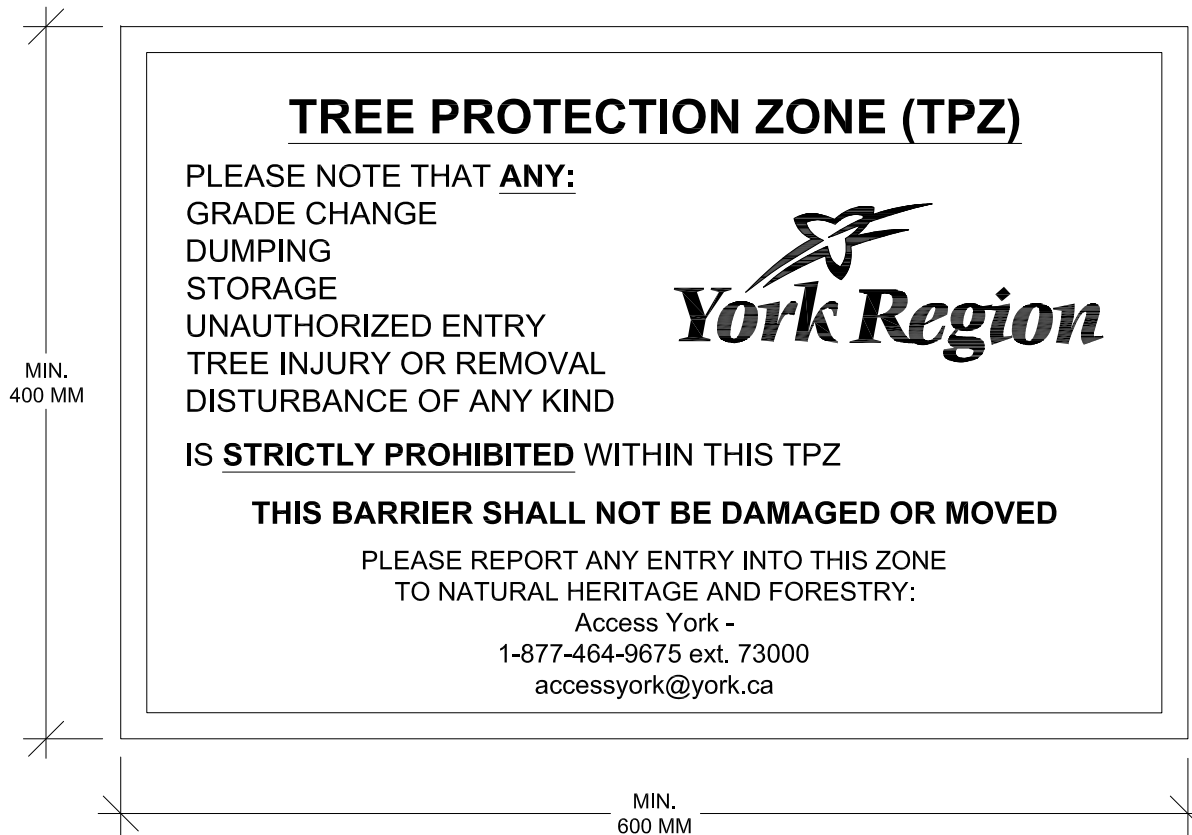 TREE PROTECTION ZONE (TPZ)
PLEASE NOTE THAT ANY:
GRADE CHANGE
DUMPING
STORAGE
UNAUTHORIZED ENTRY
TREE INJURY OR REMOVAL
DISTURBANCE OF ANY KIND
York Region
IS STRICTLY PROHIBITED WITHIN THIS TPZ
THIS BARRIER SHALL NOT BE DAMAGED OR MOVED
PLEASE REPORT ANY ENTRY INTO THIS ZONE
TO NATURAL HERITAGE AND FORESTRY:
Access York -
1-877-464-9675 ext. 73000
accessyork@york.ca
MIN.
400 MM
MIN.
600 MM